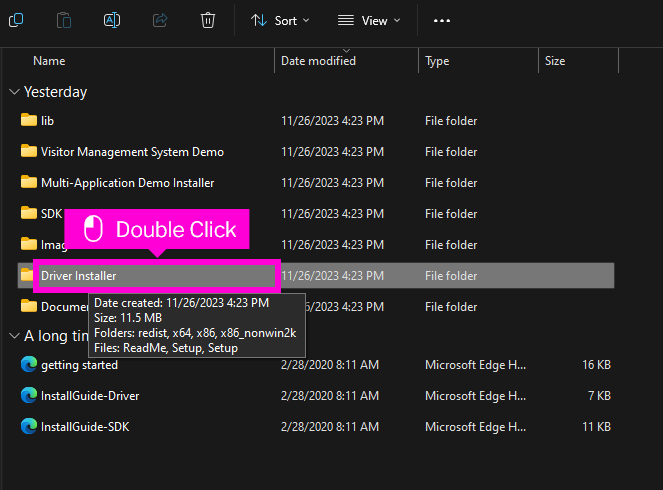 Sort View
Name Date modified Type Size
Yesterday
lib 11/26/2023 4:23 PM File folder
Visitor Management System Demo 11/26/2023 4:23 PM File folder
Multi-Application Demo Installer 11/26/2023 4:23 PM File folder
SDK 11/26/2023 4:23 PM File folder
Double Click
Imag 11/26/2023 4:23 PM File folder
Driver Installer 11/26/2023 4:23 PM File folder
Docume 11/26/2023 4:23 PM File folder
Date created: 11/26/2023 4:23 PM
Size: 11.5 MB
Folders: redist, x64, x86, x86_nonwin2k
Files: ReadMe, Setup, Setup
A long tim
getting started 2/28/2020 8:11 AM Microsoft Edge H... 16 KB
InstallGuide-Driver 2/28/2020 8:11 AM Microsoft Edge H... 7 KB
InstallGuide-SDK 2/28/2020 8:11 AM Microsoft Edge H... 11 KB